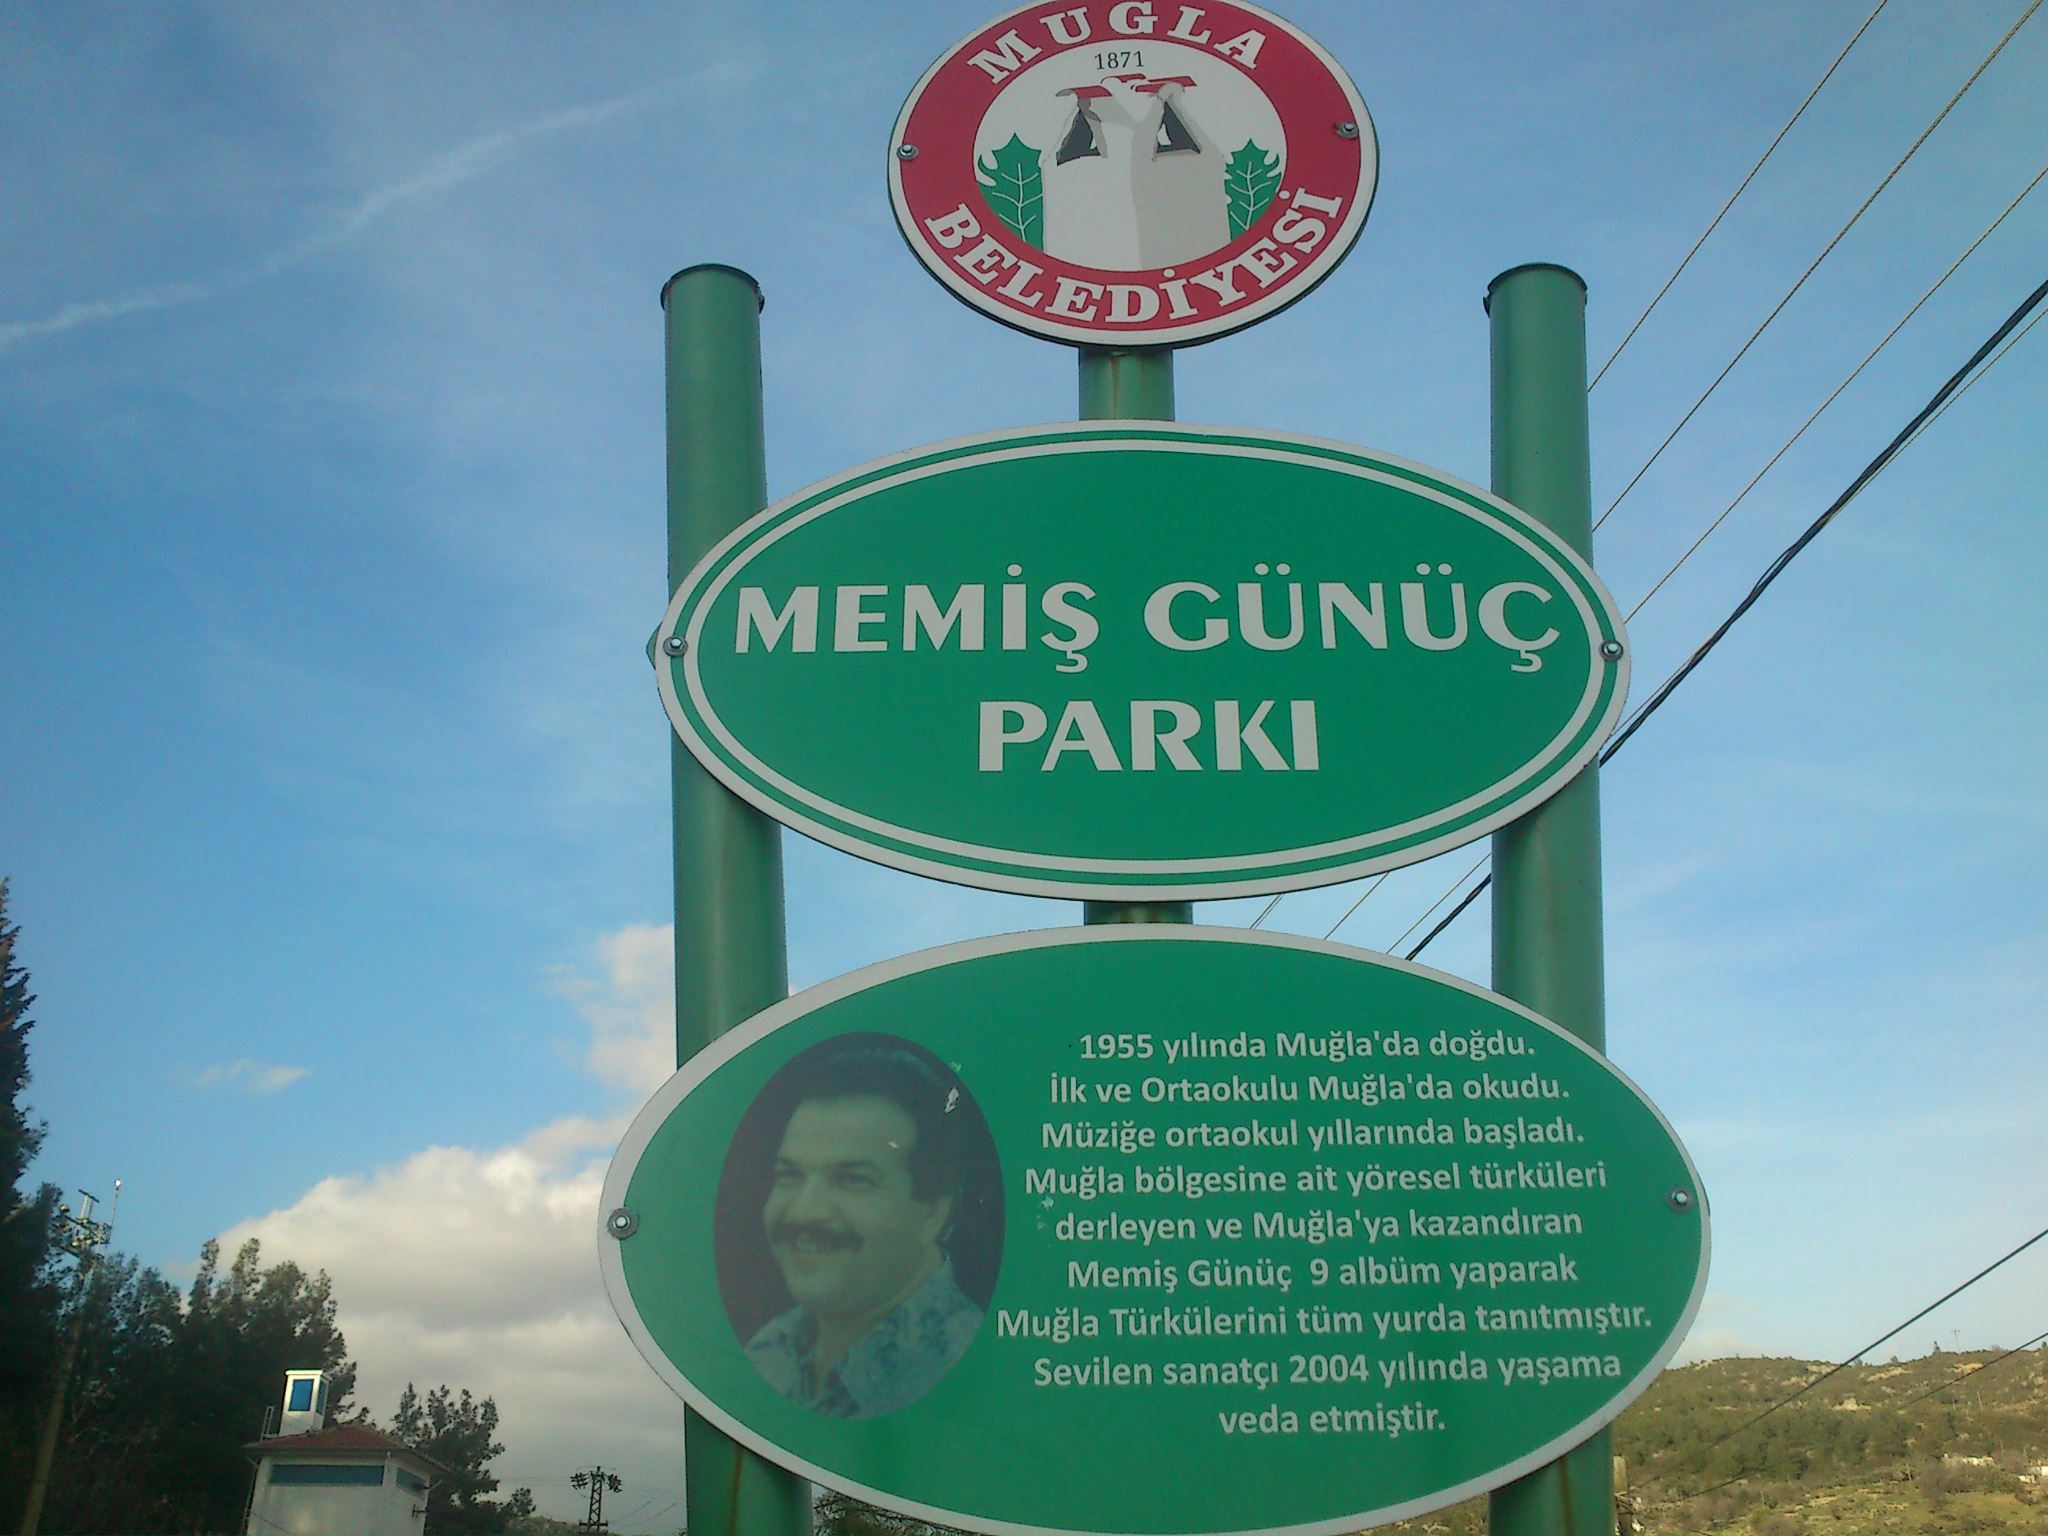 MUĞLA
1871
BELEDİYESİ
MEMİŞ GÜNÜÇ
PARKI
1955 yılında Muğla'da doğdu.
İlk ve Ortaokulu Muğla'da okudu.
Müziğe ortaokul yıllarında başladı.
Muğla bölgesine ait yöresel türküleri
derleyen ve Muğla'ya kazandıran
Memiş Günüç 9 albüm yaparak
Muğla Türkülerini tüm yurda tanıtmıştır.
Sevilen sanatçı 2004 yılında yaşama
veda etmiştir.